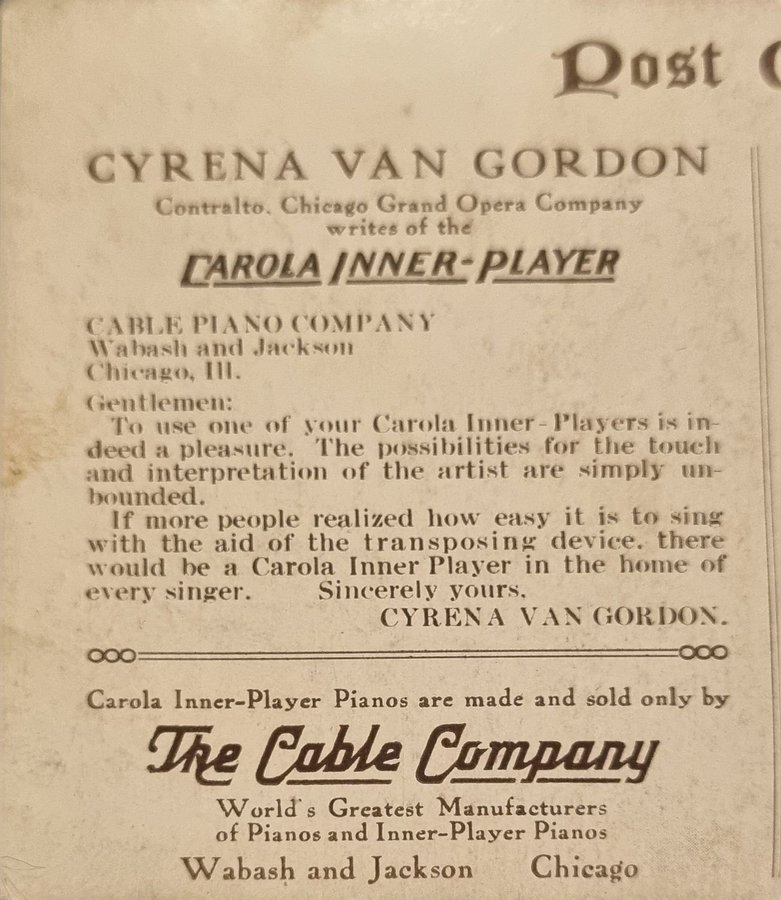 Post
CYRENA VAN GORDON
Contralto. Chicago Grand Opera Company
writes of the
CAROLA INNER-PLAYER
CABLE PIANO COMPANY
Wabash and Jackson
Chicago, Ill.
Gentlemen:
To use one of your Carola Inner-Players is in-
deed a pleasure. The possibilities for the touch
and interpretation of the artist are simply un-
bounded.
If more people realized how easy it is to sing
with the aid of the transposing device. there
would be a Carola Inner Player in the home of
every singer. Sincerely yours,
CYRENA VAN GORDON.
Carola Inner-Player Pianos are made and sold only by
The Cable Company
World's Greatest Manufacturers
of Pianos and Inner-Player Pianos
Wabash and Jackson Chicago